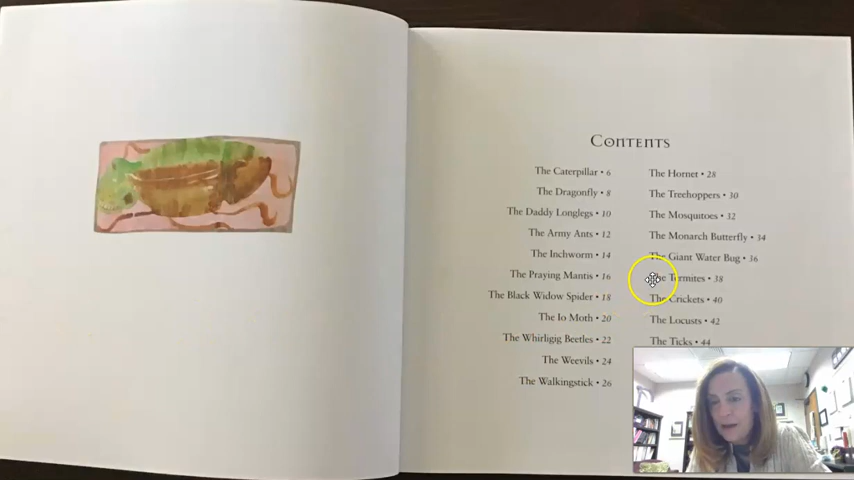 Contents
The Caterpillar • 6
The Dragonfly • 8
The Daddy Longlegs • 10
The Army Ants • 12
The Inchworm • 14
The Praying Mantis • 16
The Black Widow Spider • 18
The Io Moth • 20
The Whirligig Beetles • 22
The Weevils • 24
The Walkingstick • 26
The Hornet • 28
The Treehoppers • 30
The Mosquitoes • 32
The Monarch Butterfly • 34
The Giant Water Bug • 36
The Termites • 38
The Crickets • 40
The Locusts • 42
The Ticks • 44